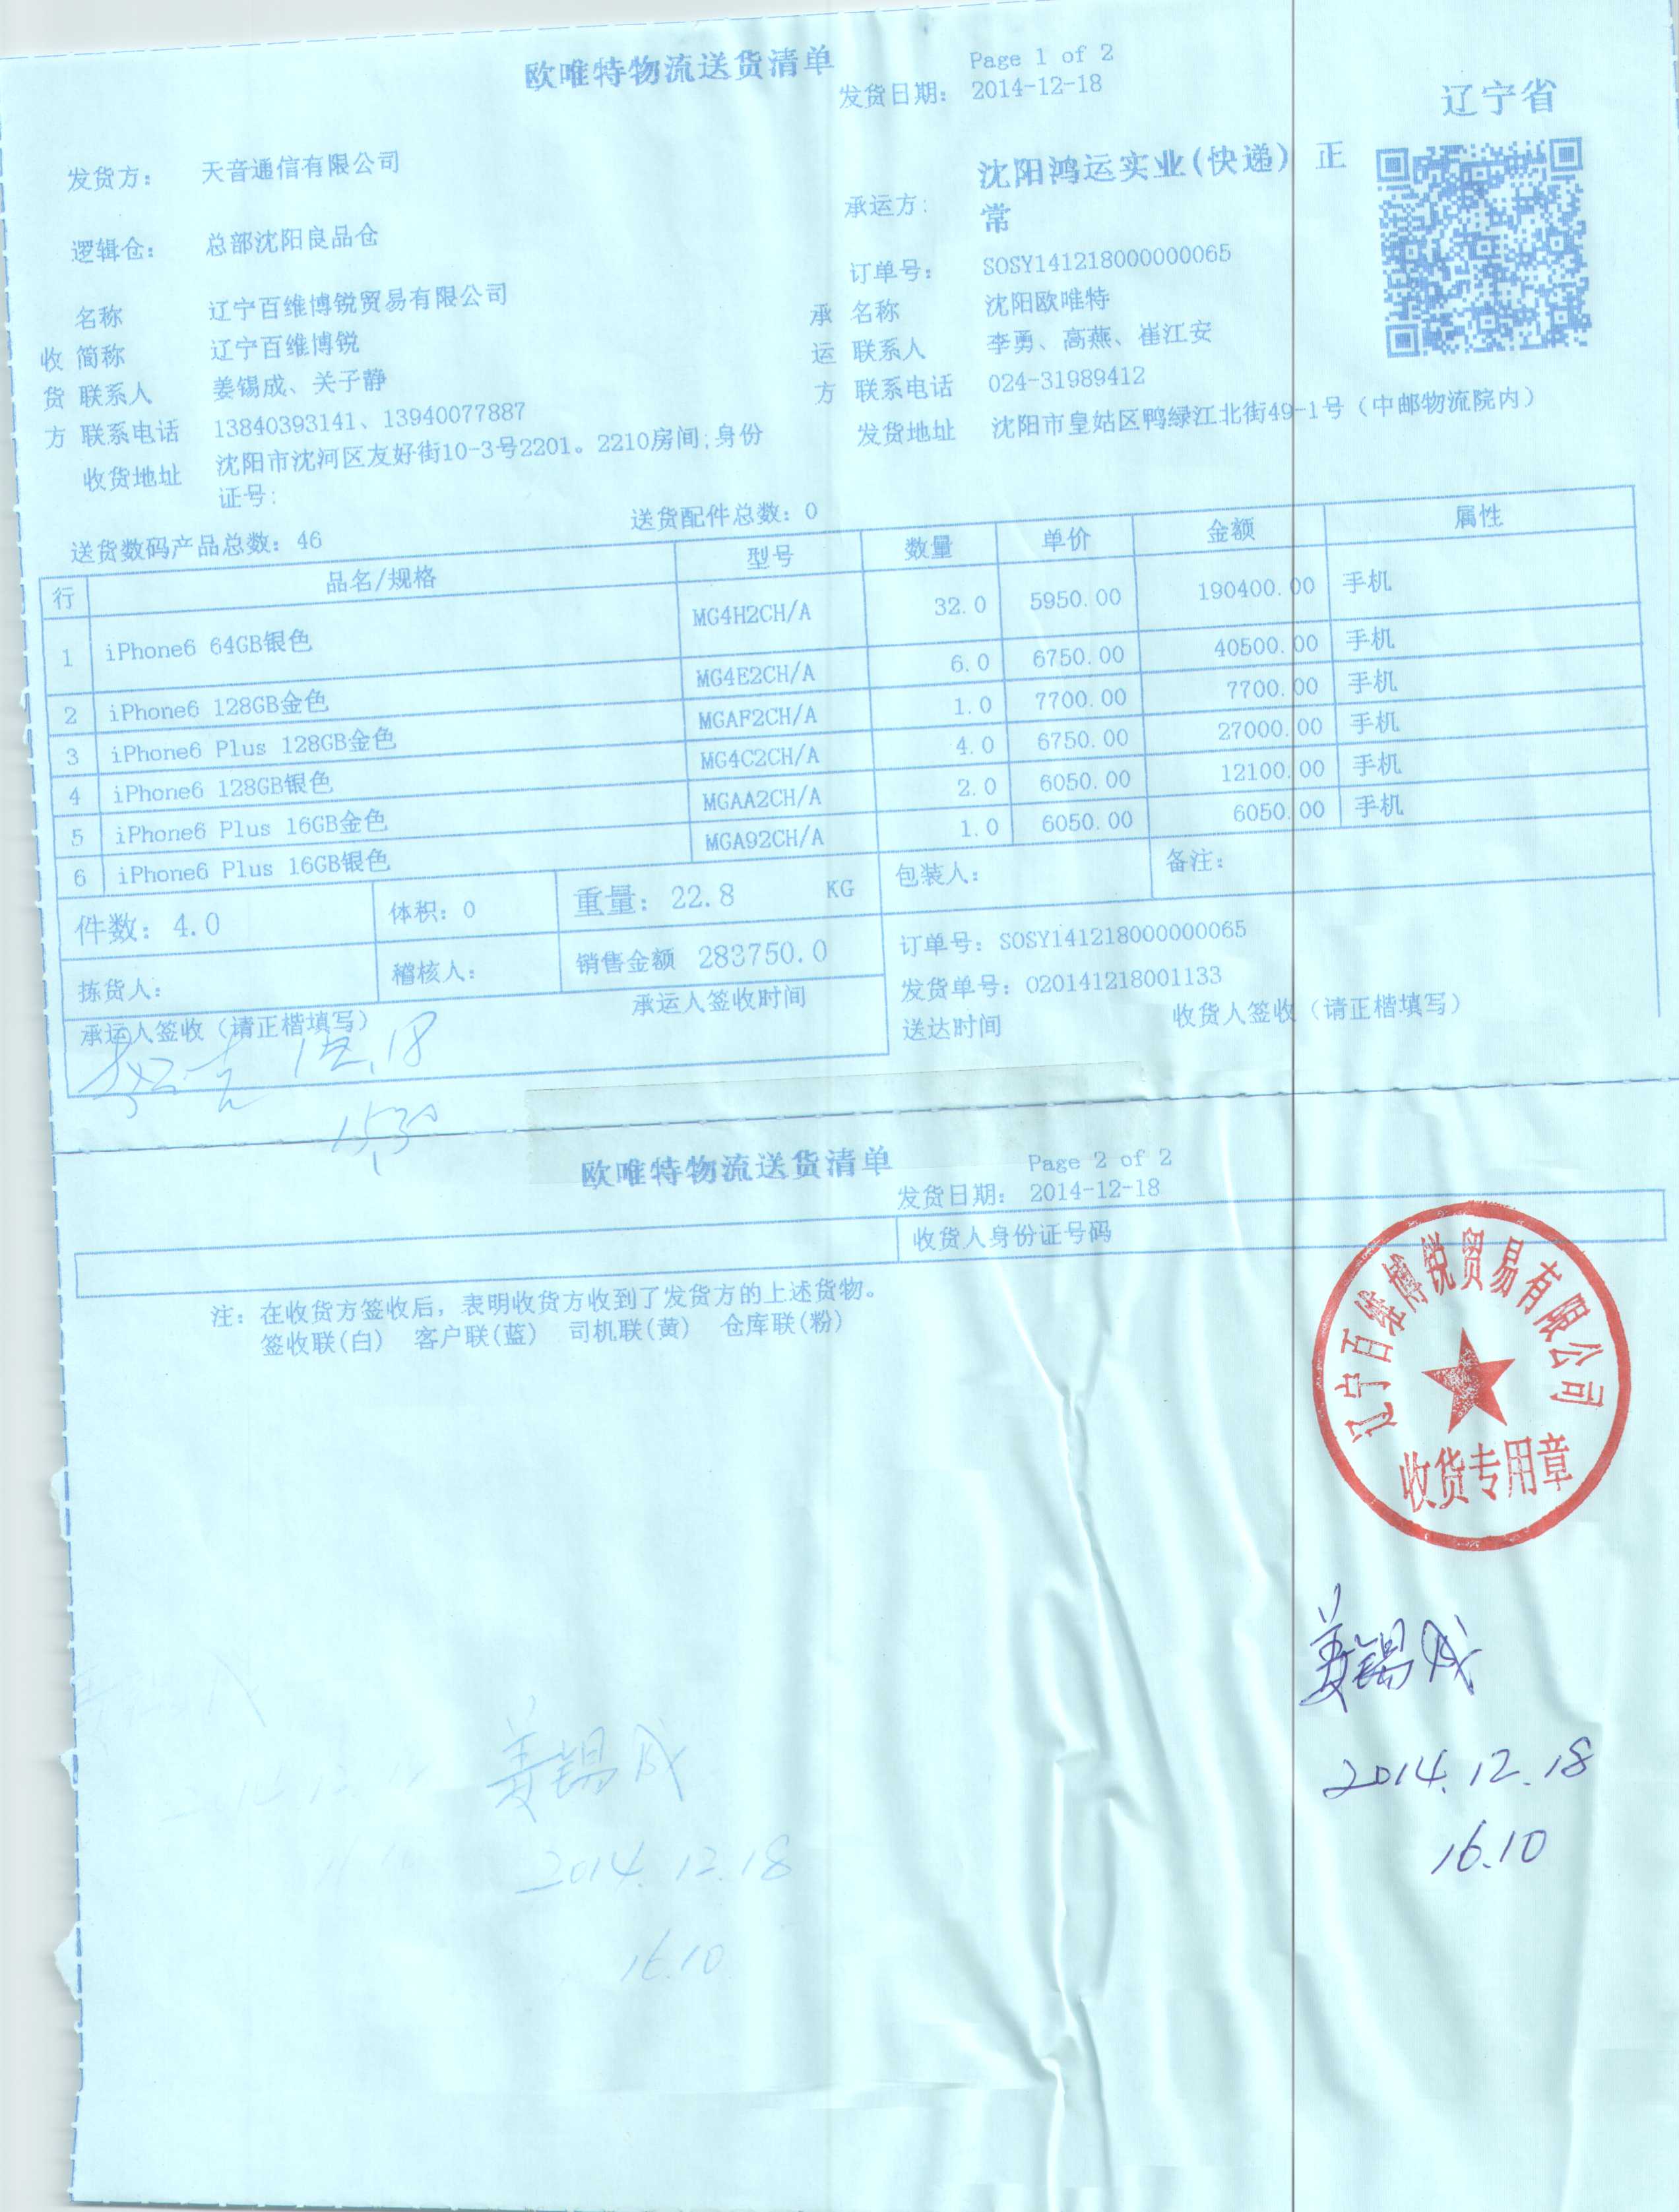 欧唯特物流送货清单
Page 1 of 2
发货日期： 2014-12-18
辽宁省
发货方： 天音通信有限公司
承运方： 沈阳鸿运实业(快递) 正
常
逻辑仓： 总部沈阳良品仓
订单号： SOSY141218000000065
名称 辽宁百维博锐贸易有限公司
承 名称 沈阳欧唯特
收 简称 辽宁百维博锐
运 联系人 李勇、高燕、崔江安
货 联系人 姜锡成、关子静
方 联系电话 024-31989412
方 联系电话 13840393141、13940077887
发货地址 沈阳市皇姑区鸭绿江北街49-1号（中邮物流院内）
收货地址 沈阳市沈河区友好街10-3号2201。2210房间;身份
证号:
送货数码产品总数：46 送货配件总数：0
行 品名/规格 型号 数量 单价 金额 属性
1 iPhone6 64GB银色 MG4H2CH/A 32.0 5950.00 190400.00 手机
2 iPhone6 128GB金色 MG4E2CH/A 6.0 6750.00 40500.00 手机
3 iPhone6 Plus 128GB金色 MGAF2CH/A 1.0 7700.00 7700.00 手机
4 iPhone6 128GB银色 MG4C2CH/A 4.0 6750.00 27000.00 手机
5 iPhone6 Plus 16GB金色 MGAA2CH/A 2.0 6050.00 12100.00 手机
6 iPhone6 Plus 16GB银色 MGA92CH/A 1.0 6050.00 6050.00 手机
件数：4.0 体积：0 重量：22.8 KG 包装人： 备注：
拣货人： 稽核人： 销售金额 283750.0
订单号：SOSY141218000000065
发货单号：020141218001133
承运人签收（请正楷填写） 承运人签收时间
送达时间 收货人签收（请正楷填写）
12.18
15.30
欧唯特物流送货清单
Page 2 of 2
发货日期： 2014-12-18
收货人身份证号码
注：在收货方签收后，表明收货方收到了发货方的上述货物。
签收联(白) 客户联(蓝) 司机联(黄) 仓库联(粉)
辽宁百维博锐贸易有限公司
收货专用章
姜锡成
2014.12.18
16.10
姜锡成
2014.12.18
16.10